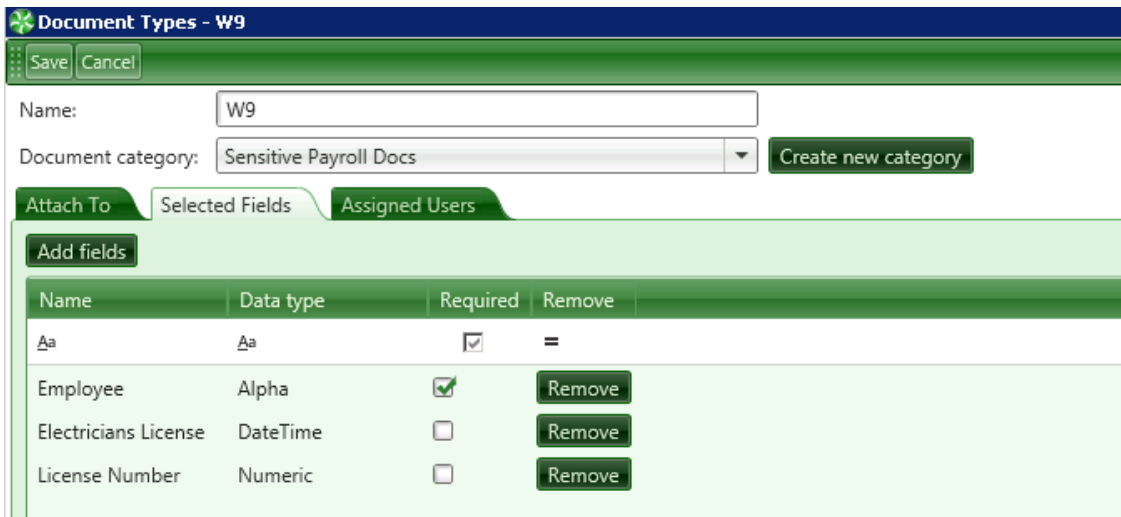 Document Types - W9
Save Cancel
Name: W9
Document category: Sensitive Payroll Docs Create new category
Attach To Selected Fields Assigned Users
Add fields
Name Data type Required Remove
Aa Aa =
Employee Alpha Remove
Electricians License DateTime Remove
License Number Numeric Remove